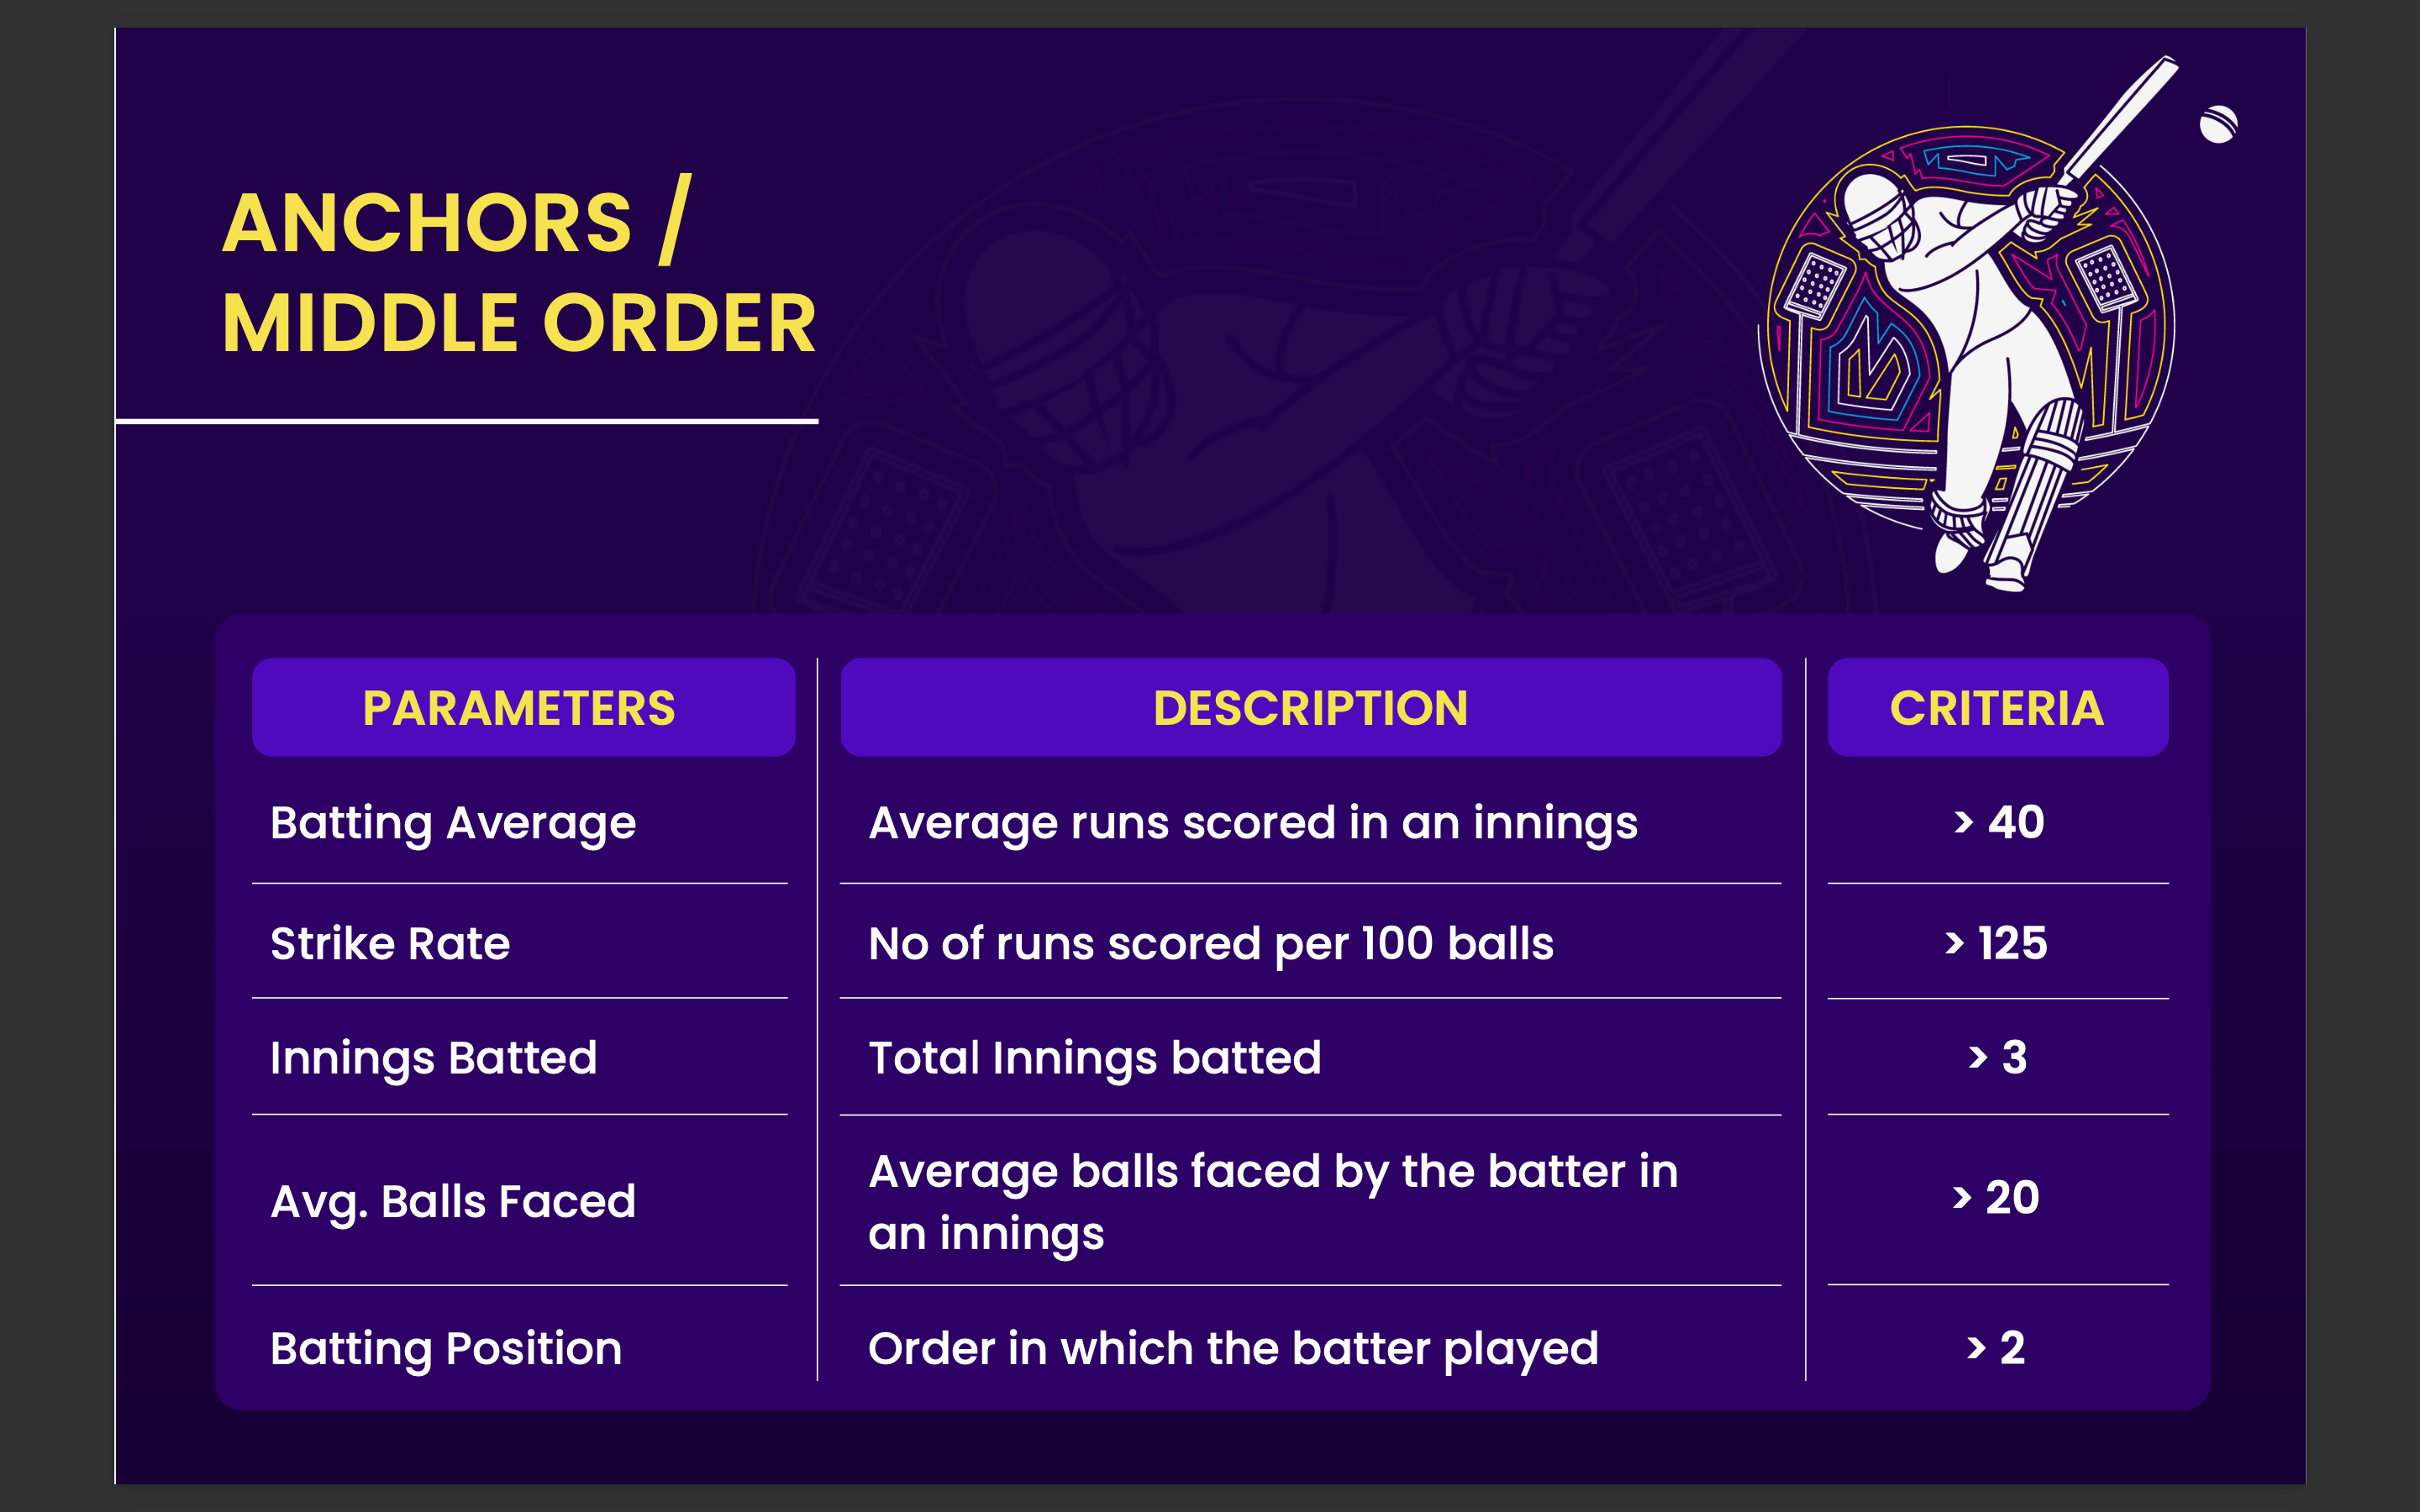 ANCHORS /
MIDDLE ORDER
PARAMETERS DESCRIPTION CRITERIA
Batting Average Average runs scored in an innings > 40
Strike Rate No of runs scored per 100 balls > 125
Innings Batted Total Innings batted > 3
Avg. Balls Faced Average balls faced by the batter in
an innings > 20
Batting Position Order in which the batter played > 2